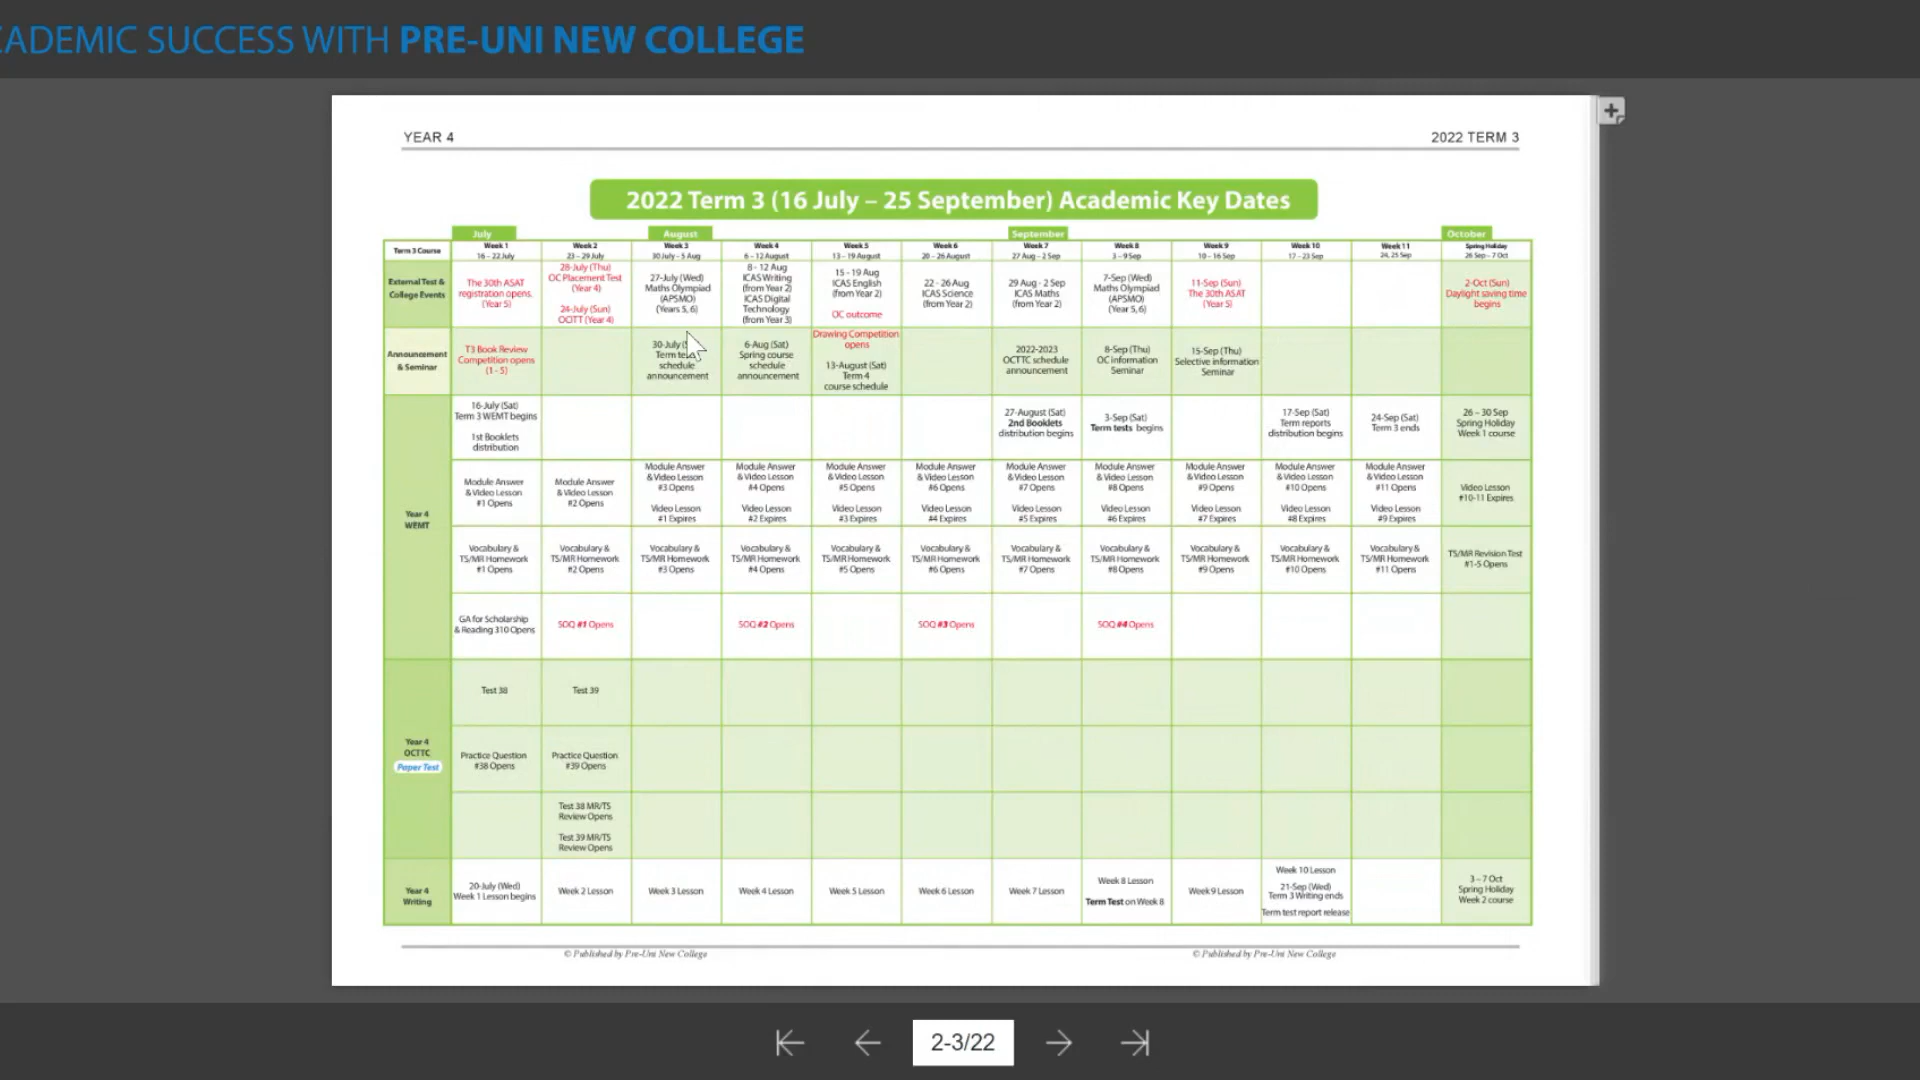 CADEMIC SUCCESS WITH PRE-UNI NEW COLLEGE
YEAR 4
2022 TERM 3
2022 Term 3 (16 July – 25 September) Academic Key Dates
July
August
September
October
Term 3 Course
Week 1
16 – 22 July
Week 2
23 – 29 July
Week 3
30 July – 5 Aug
Week 4
6 – 12 August
Week 5
13 – 19 August
Week 6
20 – 26 August
Week 7
27 Aug – 2 Sep
Week 8
3 – 9 Sep
Week 9
10 – 16 Sep
Week 10
17 – 23 Sep
Week 11
24, 25 Sep
Spring Holiday
26 Sep – 7 Oct
External Test &
College Events
The 30th ASAT
registration opens.
(Year 5)
28-July (Thu)
OC Placement Test
(Year 4)
24-July (Sun)
OCITT (Year 4)
27-July (Wed)
Maths Olympiad
(APSMO)
(Years 5, 6)
8 - 12 Aug
ICAS Writing
(from Year 2)
ICAS Digital
Technology
(from Year 3)
15 - 19 Aug
ICAS English
(from Year 2)
OC outcome
22 - 26 Aug
ICAS Science
(from Year 2)
29 Aug - 2 Sep
ICAS Maths
(from Year 2)
7-Sep (Wed)
Maths Olympiad
(APSMO)
(Year 5, 6)
11-Sep (Sun)
The 30th ASAT
(Year 5)
2-Oct (Sun)
Daylight saving time
begins
Announcement
& Seminar
T3 Book Review
Competition opens
(1 - 5)
30-July
Term
schedule
announcement
6-Aug (Sat)
Spring course
schedule
announcement
Drawing Competition
opens
13-August (Sat)
Term 4
course schedule
2022-2023
OCTTC schedule
announcement
8-Sep (Thu)
OC information
Seminar
15-Sep (Thu)
Selective information
Seminar
Year 4
WEMT
16-July (Sat)
Term 3 WEMT begins
1st Booklets
distribution
27-August (Sat)
2nd Booklets
distribution begins
3-Sep (Sat)
Term tests begins
17-Sep (Sat)
Term reports
distribution begins
24-Sep (Sat)
Term 3 ends
26 – 30 Sep
Spring Holiday
Week 1 course
Module Answer
& Video Lesson
#1 Opens
Module Answer
& Video Lesson
#2 Opens
Module Answer
& Video Lesson
#3 Opens
Video Lesson
#1 Expires
Module Answer
& Video Lesson
#4 Opens
Video Lesson
#2 Expires
Module Answer
& Video Lesson
#5 Opens
Video Lesson
#3 Expires
Module Answer
& Video Lesson
#6 Opens
Video Lesson
#4 Expires
Module Answer
& Video Lesson
#7 Opens
Video Lesson
#5 Expires
Module Answer
& Video Lesson
#8 Opens
Video Lesson
#6 Expires
Module Answer
& Video Lesson
#9 Opens
Video Lesson
#7 Expires
Module Answer
& Video Lesson
#10 Opens
Video Lesson
#8 Expires
Module Answer
& Video Lesson
#11 Opens
Video Lesson
#9 Expires
Video Lesson
#10-11 Expires
Vocabulary &
TS/MR Homework
#1 Opens
Vocabulary &
TS/MR Homework
#2 Opens
Vocabulary &
TS/MR Homework
#3 Opens
Vocabulary &
TS/MR Homework
#4 Opens
Vocabulary &
TS/MR Homework
#5 Opens
Vocabulary &
TS/MR Homework
#6 Opens
Vocabulary &
TS/MR Homework
#7 Opens
Vocabulary &
TS/MR Homework
#8 Opens
Vocabulary &
TS/MR Homework
#9 Opens
Vocabulary &
TS/MR Homework
#10 Opens
Vocabulary &
TS/MR Homework
#11 Opens
TS/MR Revision Test
#1-5 Opens
GA for Scholarship
& Reading 310 Opens
SOQ #1 Opens
SOQ #2 Opens
SOQ #3 Opens
SOQ #4 Opens
Year 4
OCTTC
Paper Test
Test 38
Test 39
Practice Question
#38 Opens
Practice Question
#39 Opens
Test 38 MR/TS
Review Opens
Test 39 MR/TS
Review Opens
Year 4
Writing
20-July (Wed)
Week 1 Lesson begins
Week 2 Lesson
Week 3 Lesson
Week 4 Lesson
Week 5 Lesson
Week 6 Lesson
Week 7 Lesson
Week 8 Lesson
Term Test on Week 8
Week 9 Lesson
Week 10 Lesson
21-Sep (Wed)
Term 3 Writing ends
Term test report release
3 – 7 Oct
Spring Holiday
Week 2 course
© Published by Pre-Uni New College
© Published by Pre-Uni New College
2-3/22